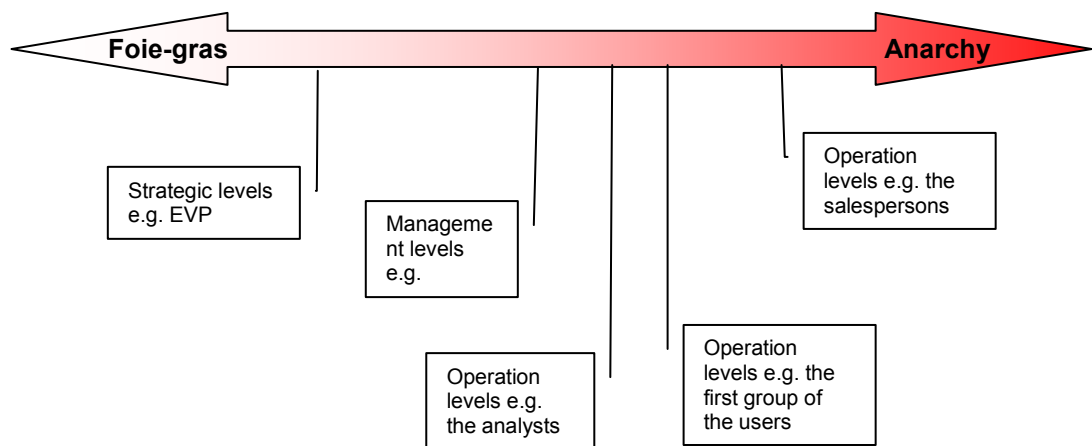 Foie-gras
Anarchy
Strategic levels
e.g. EVP
Manageme
nt levels
e.g.
Operation
levels e.g.
the analysts
Operation
levels e.g. the
first group of
the users
Operation
levels e.g. the
salespersons